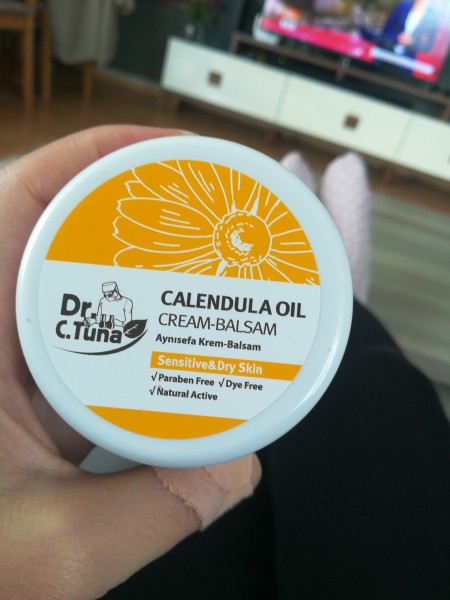 Dr.
C.Tuna
CALENDULA OIL
CREAM-BALSAM
Aynısefa Krem-Balsam
Sensitive&Dry Skin
√ Paraben Free √ Dye Free
√ Natural Active